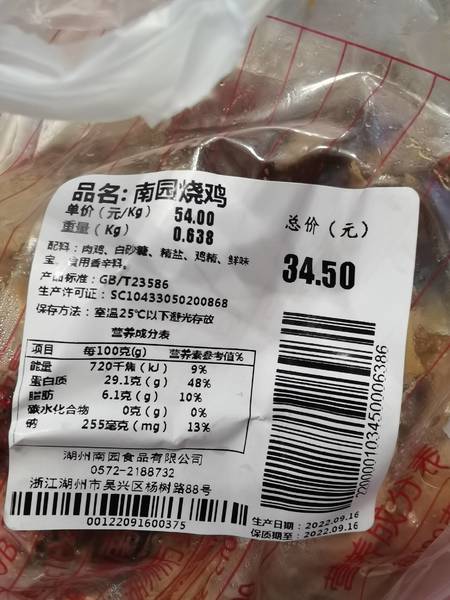 品名: 南园烧鸡
单价（元/Kg） 54.00
重量（Kg） 0.638
总价（元）
34.50
配料：肉鸡、白砂糖、精盐、鸡精、鲜味
宝、食用香辛料。
产品标准：GB/T23586
生产许可证：SC10433050200868
保存方法：室温25℃以下避光存放
营养成分表
项目 每100克(g) 营养素参考值%
能量 720千焦(kJ) 9%
蛋白质 29.1克(g) 48%
脂肪 6.1克(g) 10%
碳水化合物 0克(g) 0%
钠 255毫克(mg) 13%
湖州南园食品有限公司
0572-2188732
浙江湖州市吴兴区杨树路88号
00122091600375
2200001034500006386
生产日期：2022.09.16
保质期至：2022.09.16
营养成分表